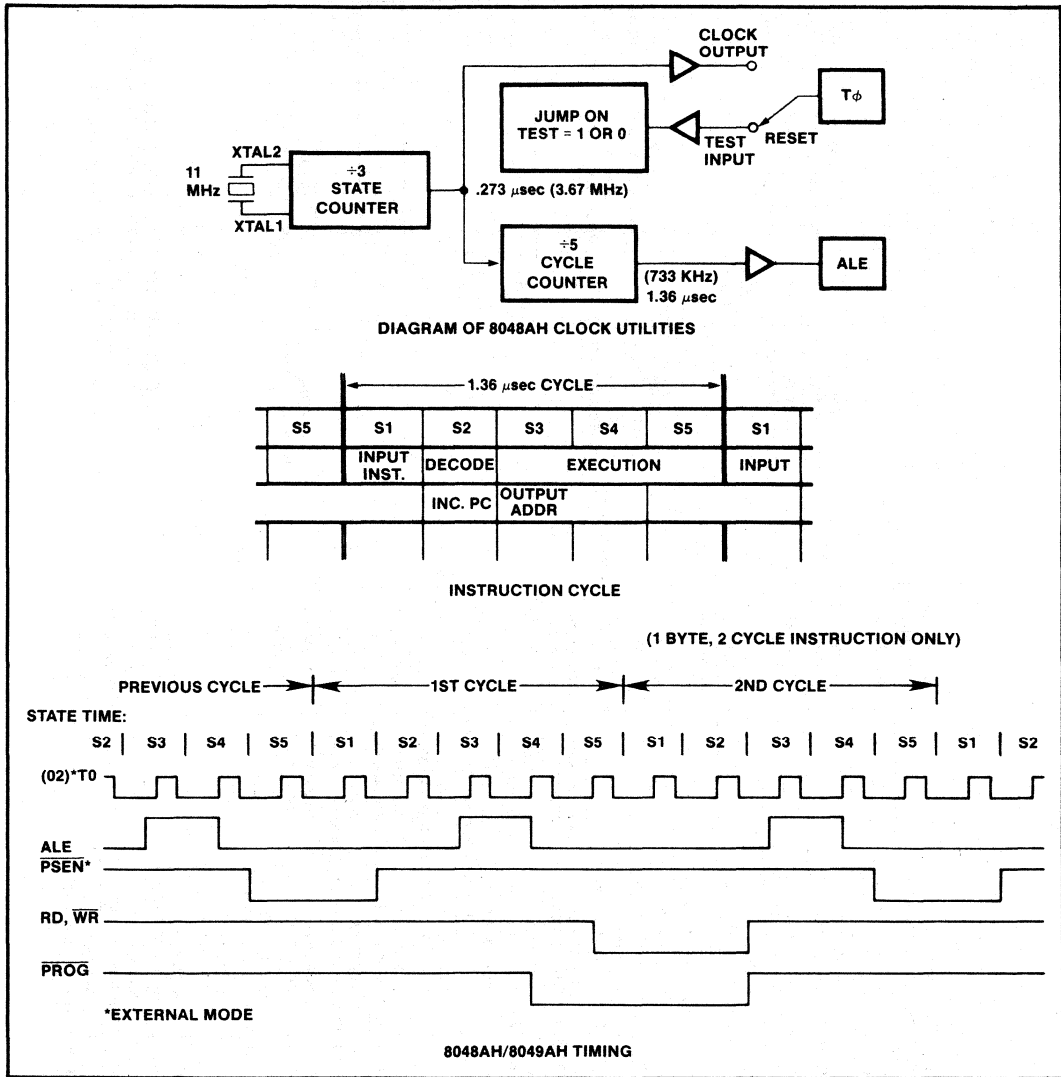 CLOCK
OUTPUT
Tφ
JUMP ON
TEST = 1 OR 0
TEST
INPUT
RESET
XTAL2
11
MHz
XTAL1
÷3
STATE
COUNTER
.273 μsec (3.67 MHz)
÷5
CYCLE
COUNTER
(733 KHz)
1.36 μsec
ALE
DIAGRAM OF 8048AH CLOCK UTILITIES
1.36 μsec CYCLE
S5 S1 S2 S3 S4 S5 S1
INPUT
INST.
DECODE EXECUTION INPUT
INC. PC
OUTPUT
ADDR
INSTRUCTION CYCLE
(1 BYTE, 2 CYCLE INSTRUCTION ONLY)
PREVIOUS CYCLE 1ST CYCLE 2ND CYCLE
STATE TIME:
S2 | S3 | S4 | S5 | S1 | S2 | S3 | S4 | S5 | S1 | S2 | S3 | S4 | S5 | S1 | S2
(02)*T0
ALE
PSEN*
RD, WR
PROG
*EXTERNAL MODE
8048AH/8049AH TIMING